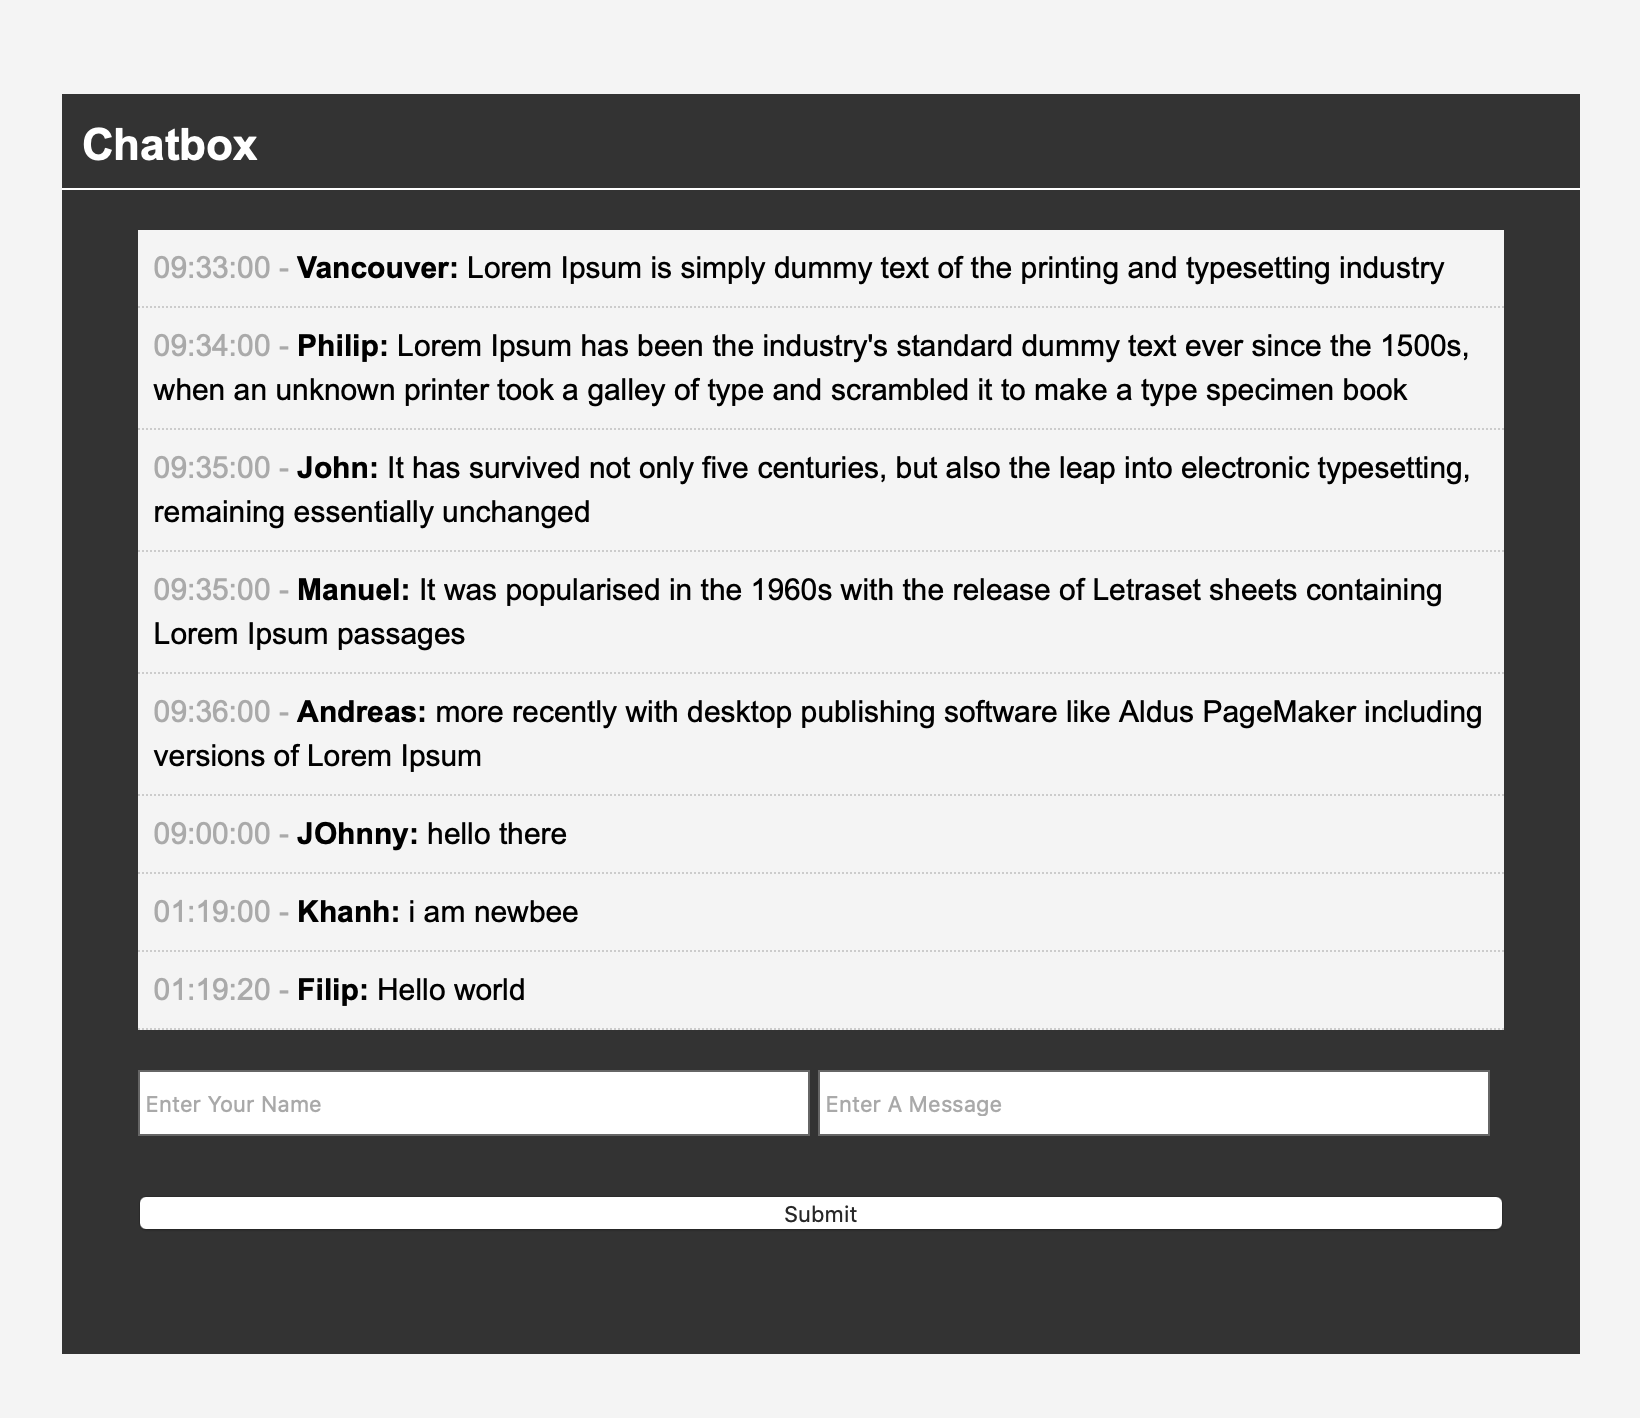 Chatbox
09:33:00 - Vancouver: Lorem Ipsum is simply dummy text of the printing and typesetting industry
09:34:00 - Philip: Lorem Ipsum has been the industry's standard dummy text ever since the 1500s,
when an unknown printer took a galley of type and scrambled it to make a type specimen book
09:35:00 - John: It has survived not only five centuries, but also the leap into electronic typesetting,
remaining essentially unchanged
09:35:00 - Manuel: It was popularised in the 1960s with the release of Letraset sheets containing
Lorem Ipsum passages
09:36:00 - Andreas: more recently with desktop publishing software like Aldus PageMaker including
versions of Lorem Ipsum
09:00:00 - JOhnny: hello there
01:19:00 - Khanh: i am newbee
01:19:20 - Filip: Hello world
Enter Your Name
Enter A Message
Submit